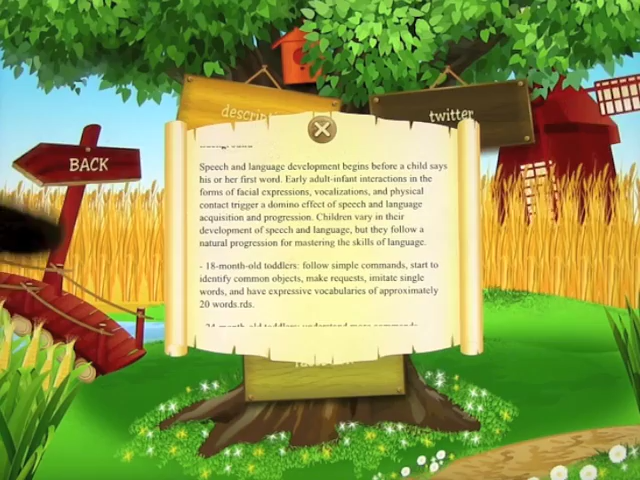 twitter
BACK
Speech and language development begins before a child says
his or her first word. Early adult-infant interactions in the
forms of facial expressions, vocalizations, and physical
contact trigger a domino effect of speech and language
acquisition and progression. Children vary in their
development of speech and language, but they follow a
natural progression for mastering the skills of language.
- 18-month-old toddlers: follow simple commands, start to
identify common objects, make requests, imitate single
words, and have expressive vocabularies of approximately
20 words.rds.